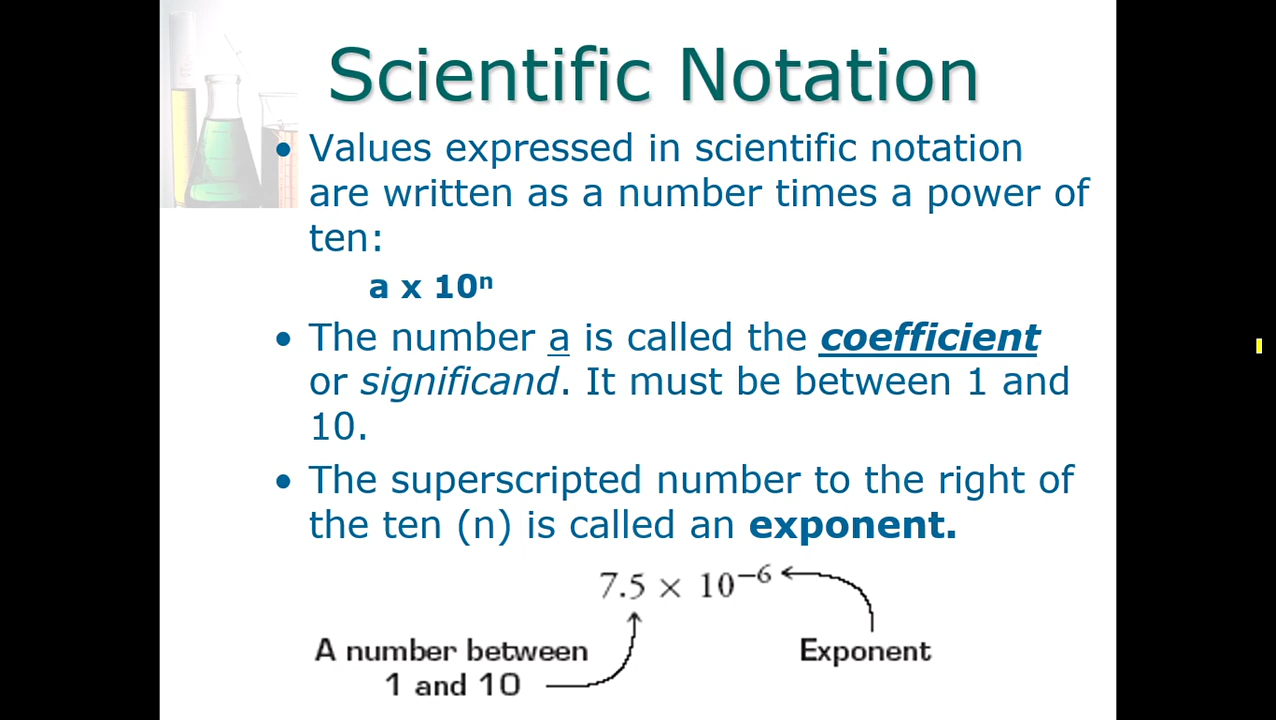 Scientific Notation
• Values expressed in scientific notation
are written as a number times a power of
ten:
a x 10ⁿ
• The number a is called the coefficient
or significand. It must be between 1 and
10.
• The superscripted number to the right of
the ten (n) is called an exponent.
7.5 × 10⁻⁶
A number between
1 and 10
Exponent